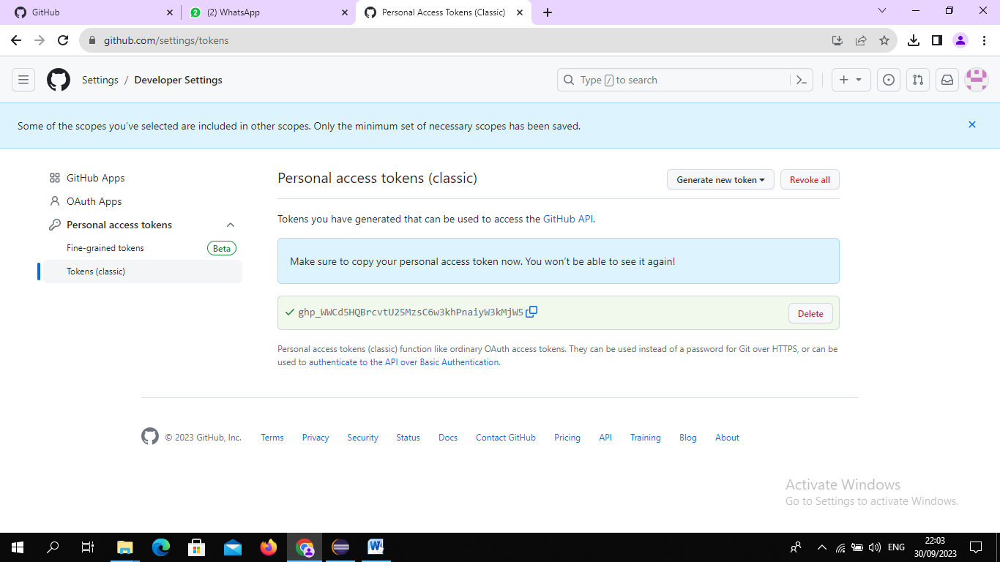 GitHub
(2) WhatsApp
Personal Access Tokens (Classic)
github.com/settings/tokens
Settings / Developer Settings
Type / to search
Some of the scopes you've selected are included in other scopes. Only the minimum set of necessary scopes has been saved.
GitHub Apps
OAuth Apps
Personal access tokens
Fine-grained tokens Beta
Tokens (classic)
Personal access tokens (classic)
Generate new token
Revoke all
Tokens you have generated that can be used to access the GitHub API.
Make sure to copy your personal access token now. You won't be able to see it again!
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
Delete
Personal access tokens (classic) function like ordinary OAuth access tokens. They can be used instead of a password for Git over HTTPS, or can be
used to authenticate to the API over Basic Authentication.
© 2023 GitHub, Inc. Terms Privacy Security Status Docs Contact GitHub Pricing API Training Blog About
Activate Windows
Go to Settings to activate Windows.
ENG
22:03
30/09/2023